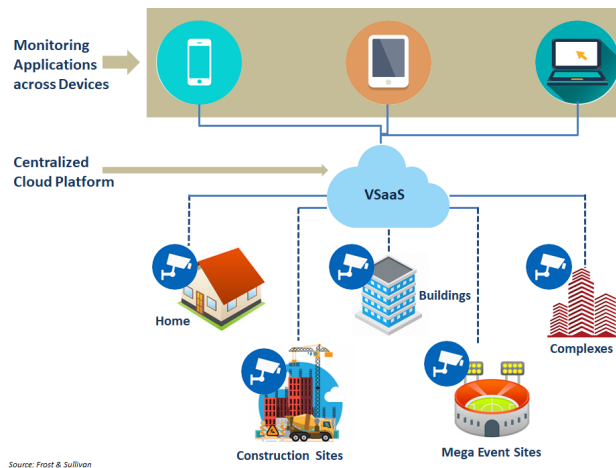 Monitoring
Applications
across Devices
Centralized
Cloud Platform
VSaaS
Home
Buildings
Complexes
Construction Sites
Mega Event Sites
Source: Frost & Sullivan